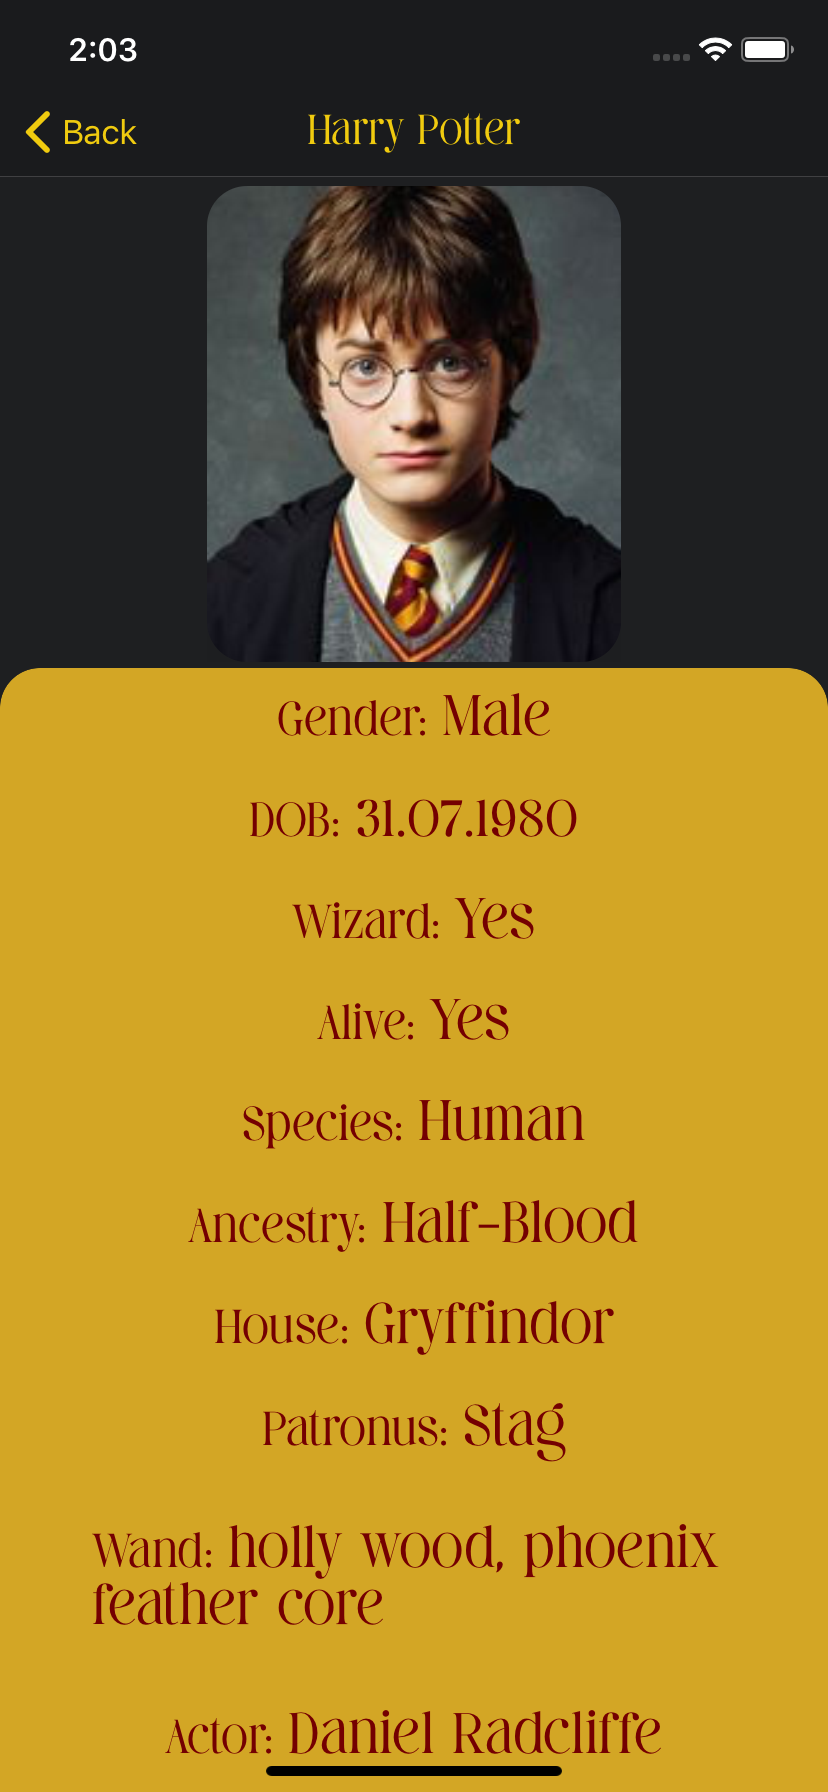 2:03
Back
Harry Potter
Gender: Male
DOB: 31.07.1980
Wizard: Yes
Alive: Yes
Species: Human
Ancestry: Half-Blood
House: Gryffindor
Patronus: Stag
Wand: holly wood, phoenix
feather core
Actor: Daniel Radcliffe